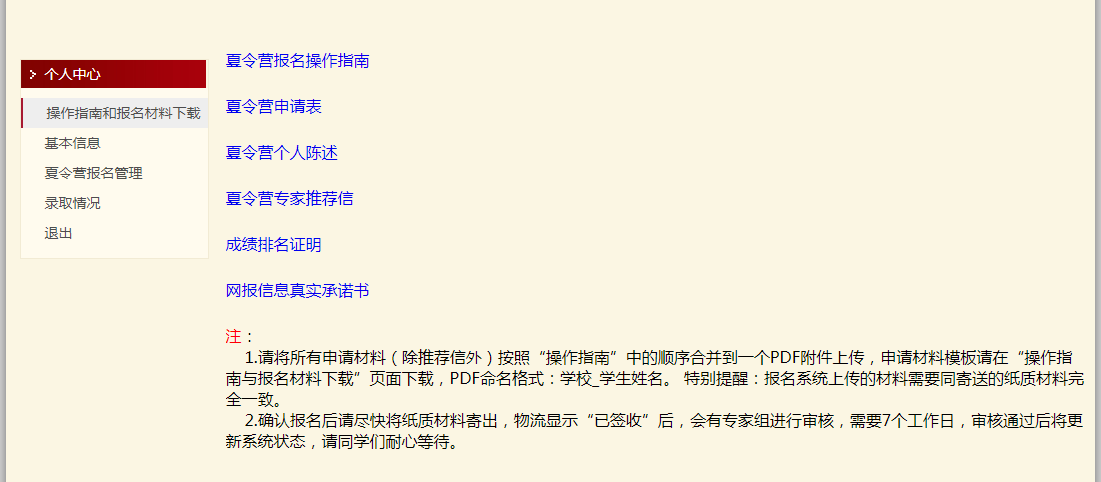 个人中心
操作指南和报名材料下载
基本信息
夏令营报名管理
录取情况
退出
夏令营报名操作指南
夏令营申请表
夏令营个人陈述
夏令营专家推荐信
成绩排名证明
网报信息真实承诺书
注：
1.请将所有申请材料（除推荐信外）按照“操作指南”中的顺序合并到一个PDF附件上传，申请材料模板请在“操作指
南与报名材料下载”页面下载，PDF命名格式：学校_学生姓名。 特别提醒：报名系统上传的材料需要同寄送的纸质材料完
全一致。
2.确认报名后请尽快将纸质材料寄出，物流显示“已签收”后，会有专家组进行审核，需要7个工作日，审核通过后将更
新系统状态，请同学们耐心等待。